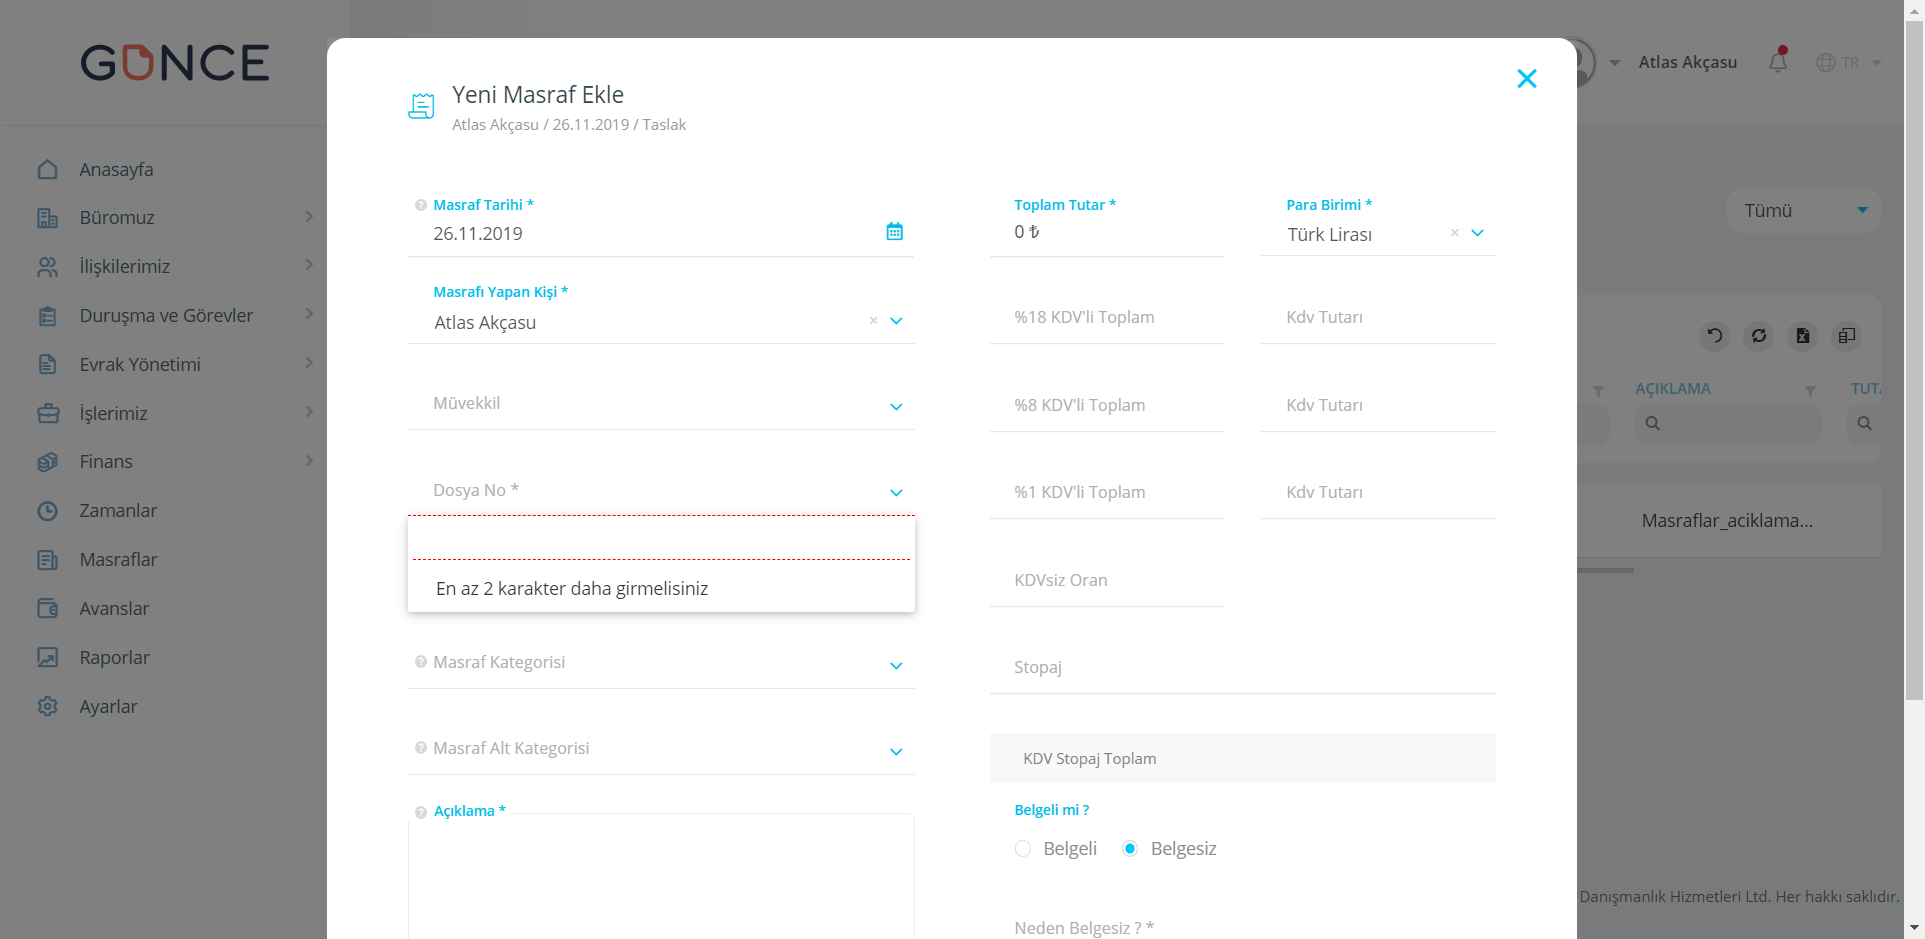 GÜNCE
Anasayfa
Büromuz
İlişkilerimiz
Duruşma ve Görevler
Evrak Yönetimi
İşlerimiz
Finans
Zamanlar
Masraflar
Avanslar
Raporlar
Ayarlar
Atlas Akçasu
TR
Yeni Masraf Ekle
Atlas Akçasu / 26.11.2019 / Taslak
Masraf Tarihi *
26.11.2019
Masrafı Yapan Kişi *
Atlas Akçasu
×
Müvekkil
Dosya No *
En az 2 karakter daha girmelisiniz
Masraf Kategorisi
Masraf Alt Kategorisi
Açıklama *
Toplam Tutar *
0 ₺
Para Birimi *
Türk Lirası
×
%18 KDV'li Toplam
Kdv Tutarı
%8 KDV'li Toplam
Kdv Tutarı
%1 KDV'li Toplam
Kdv Tutarı
KDVsiz Oran
Stopaj
KDV Stopaj Toplam
Belgeli mi ?
Belgeli
Belgesiz
Neden Belgesiz ? *
Tümü
AÇIKLAMA
TUTA
Masraflar_aciklama...
Danışmanlık Hizmetleri Ltd. Her hakkı saklıdır.